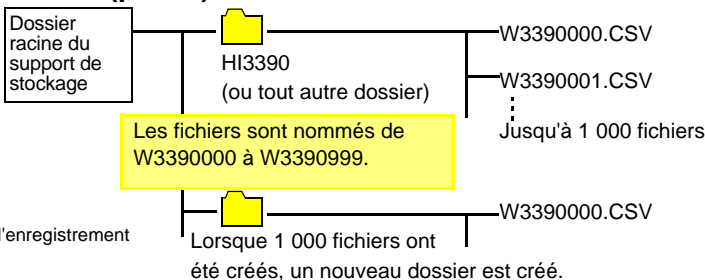 Dossier
racine du
support de
stockage
HI3390
(ou tout autre dossier)
W3390000.CSV
W3390001.CSV
Jusqu'à 1 000 fichiers
Les fichiers sont nommés de
W3390000 à W3390999.
W3390000.CSV
l'enregistrement
Lorsque 1 000 fichiers ont
été créés, un nouveau dossier est créé.